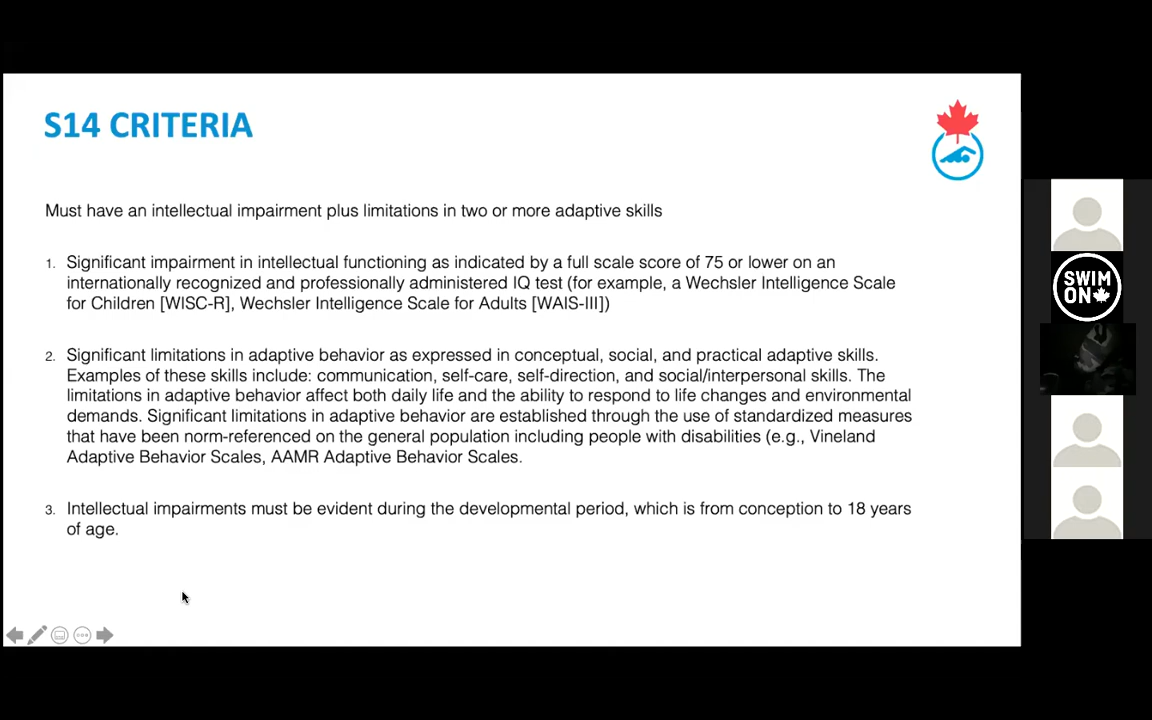 S14 CRITERIA
Must have an intellectual impairment plus limitations in two or more adaptive skills
1. Significant impairment in intellectual functioning as indicated by a full scale score of 75 or lower on an
internationally recognized and professionally administered IQ test (for example, a Wechsler Intelligence Scale
for Children [WISC-R], Wechsler Intelligence Scale for Adults [WAIS-III])
2. Significant limitations in adaptive behavior as expressed in conceptual, social, and practical adaptive skills.
Examples of these skills include: communication, self-care, self-direction, and social/interpersonal skills. The
limitations in adaptive behavior affect both daily life and the ability to respond to life changes and environmental
demands. Significant limitations in adaptive behavior are established through the use of standardized measures
that have been norm-referenced on the general population including people with disabilities (e.g., Vineland
Adaptive Behavior Scales, AAMR Adaptive Behavior Scales.
3. Intellectual impairments must be evident during the developmental period, which is from conception to 18 years
of age.
SWIM
ON